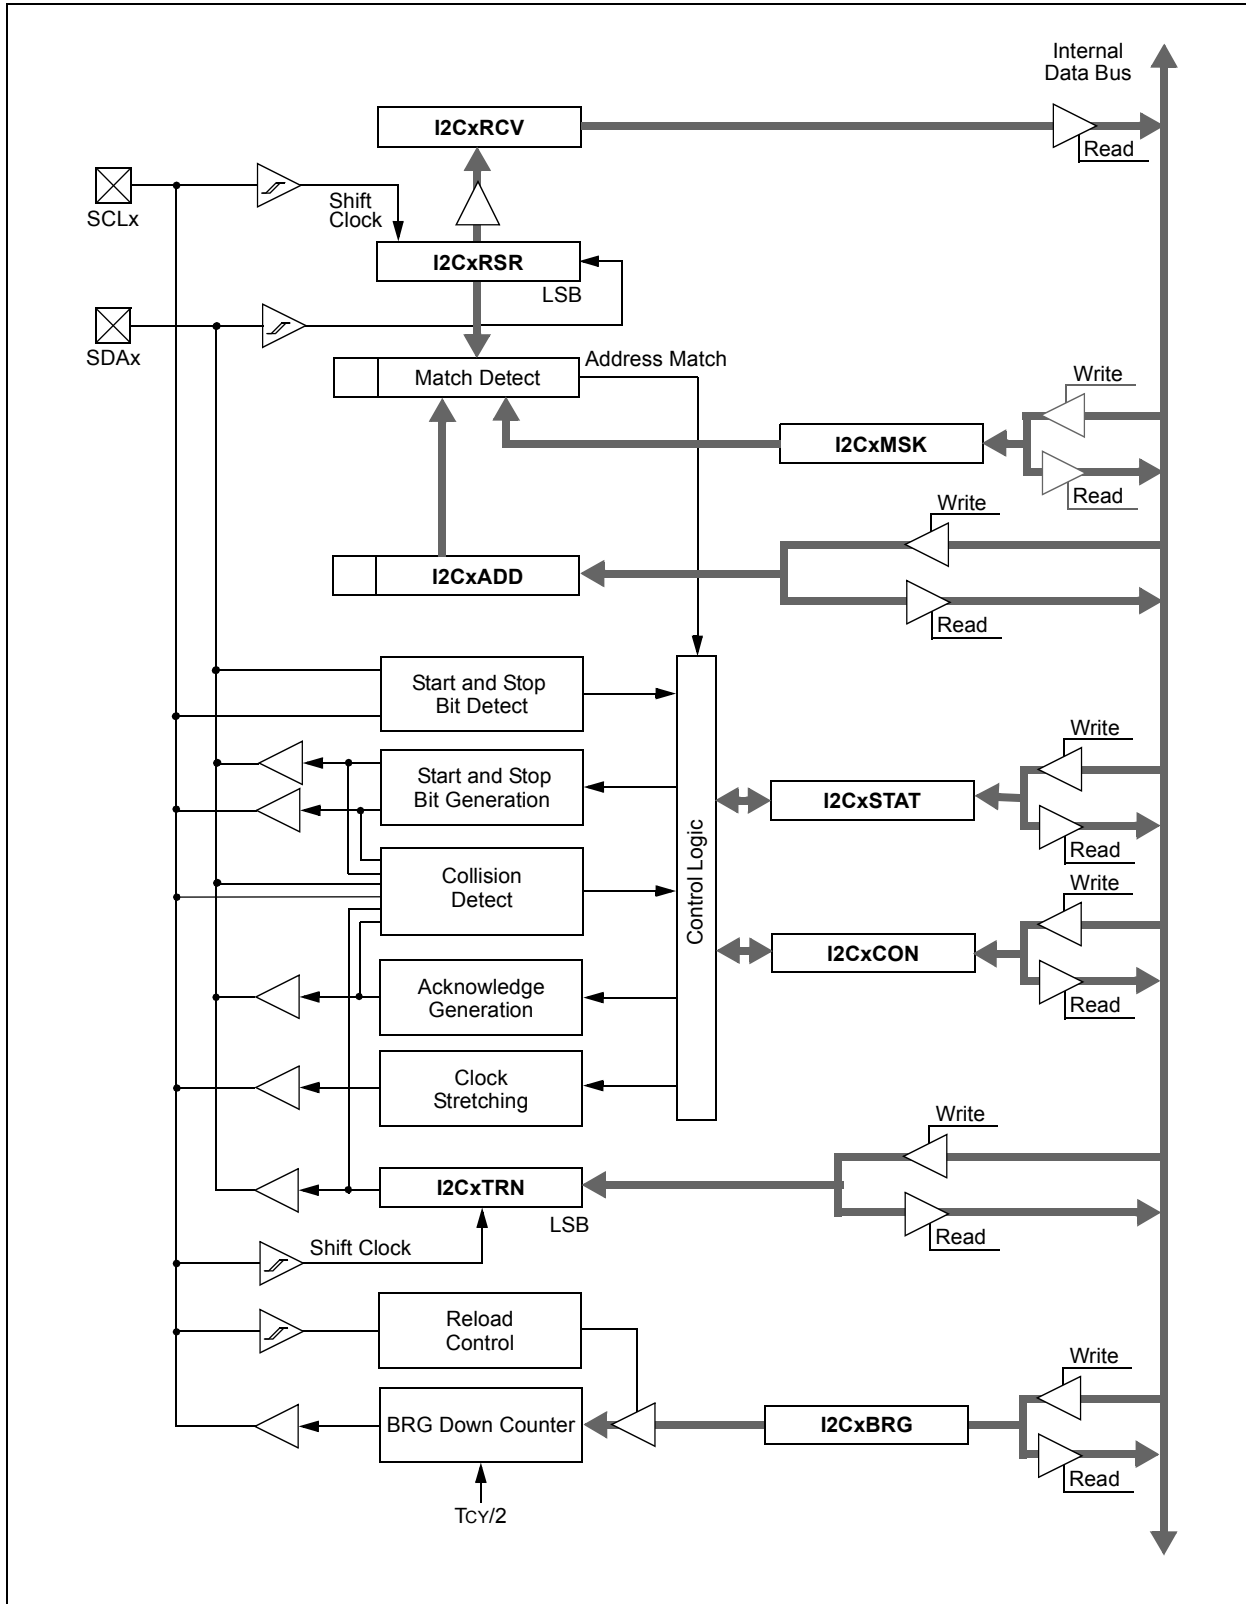 Internal
Data Bus
I2CxRCV
Read
SCLx
Shift
Clock
I2CxRSR
LSB
SDAx
Address Match
Match Detect
Write
I2CxMSK
Read
Write
I2CxADD
Read
Start and Stop
Bit Detect
Write
Start and Stop
Bit Generation
I2CxSTAT
Read
Control Logic
Collision
Detect
Write
I2CxCON
Read
Acknowledge
Generation
Clock
Stretching
Write
I2CxTRN
LSB
Read
Shift Clock
Reload
Control
Write
BRG Down Counter
I2CxBRG
Read
TCY/2